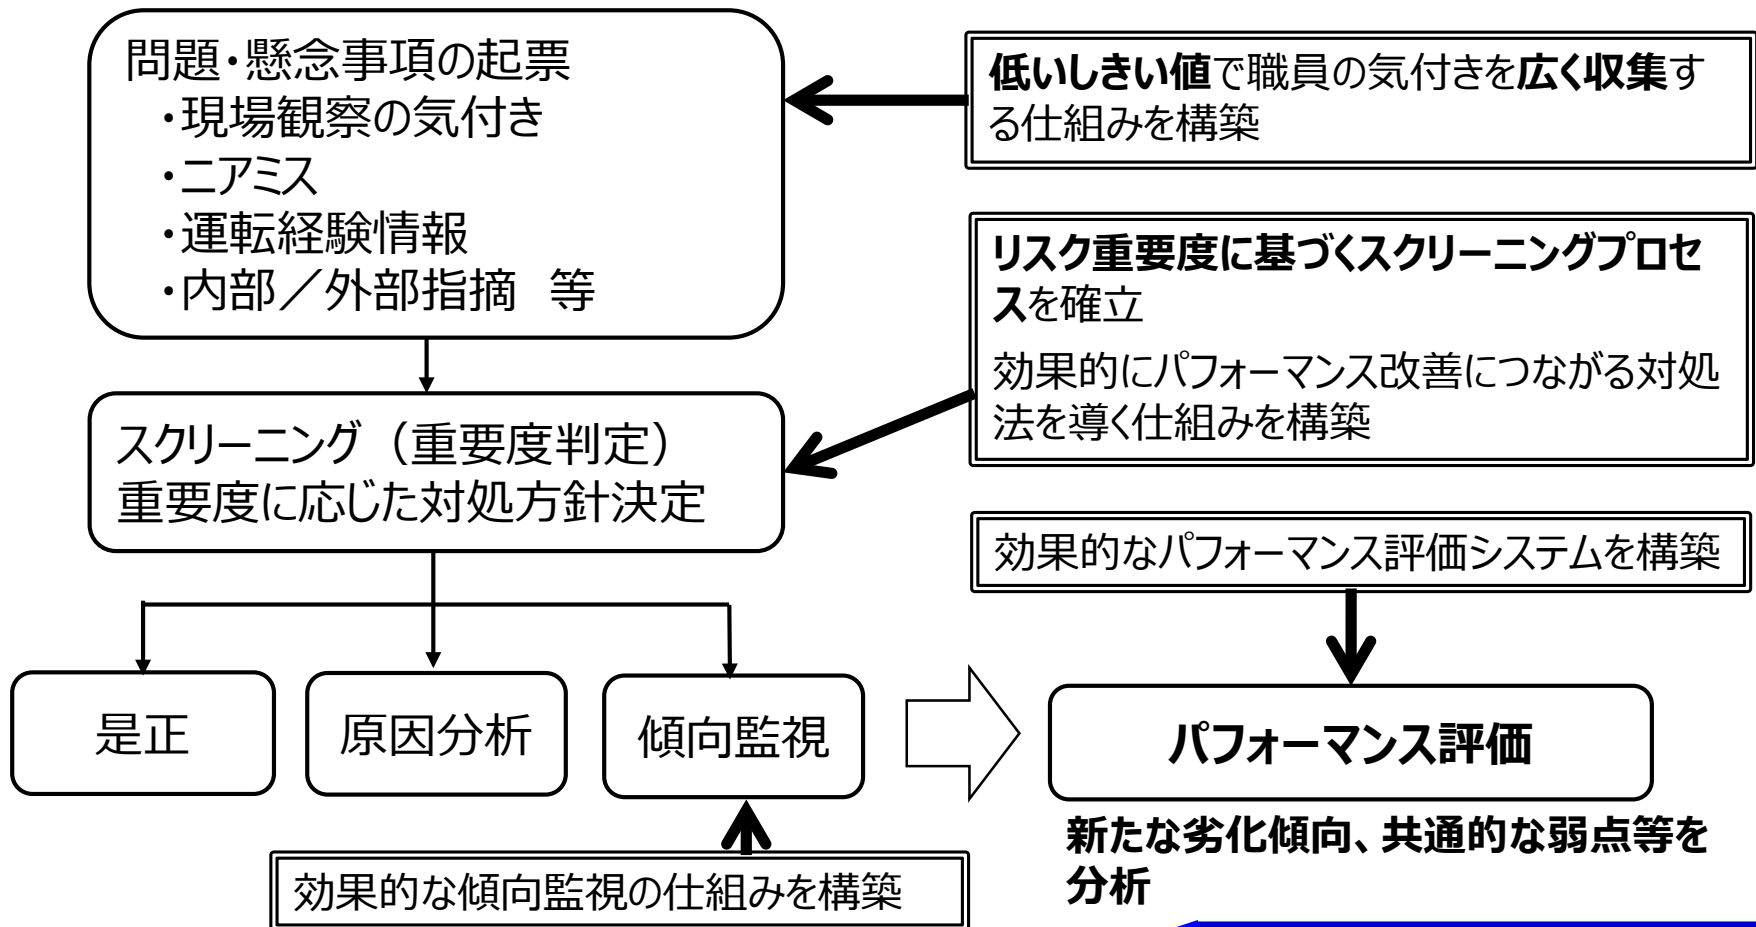 問題・懸念事項の起票
・現場観察の気付き
・ニアミス
・運転経験情報
・内部／外部指摘　等
低いしきい値で職員の気付きを広く収集す
る仕組みを構築
リスク重要度に基づくスクリーニングプロセ
スを確立
効果的にパフォーマンス改善につながる対処
法を導く仕組みを構築
スクリーニング（重要度判定）
重要度に応じた対処方針決定
効果的なパフォーマンス評価システムを構築
是正
原因分析
傾向監視
パフォーマンス評価
新たな劣化傾向、共通的な弱点等を
分析
効果的な傾向監視の仕組みを構築